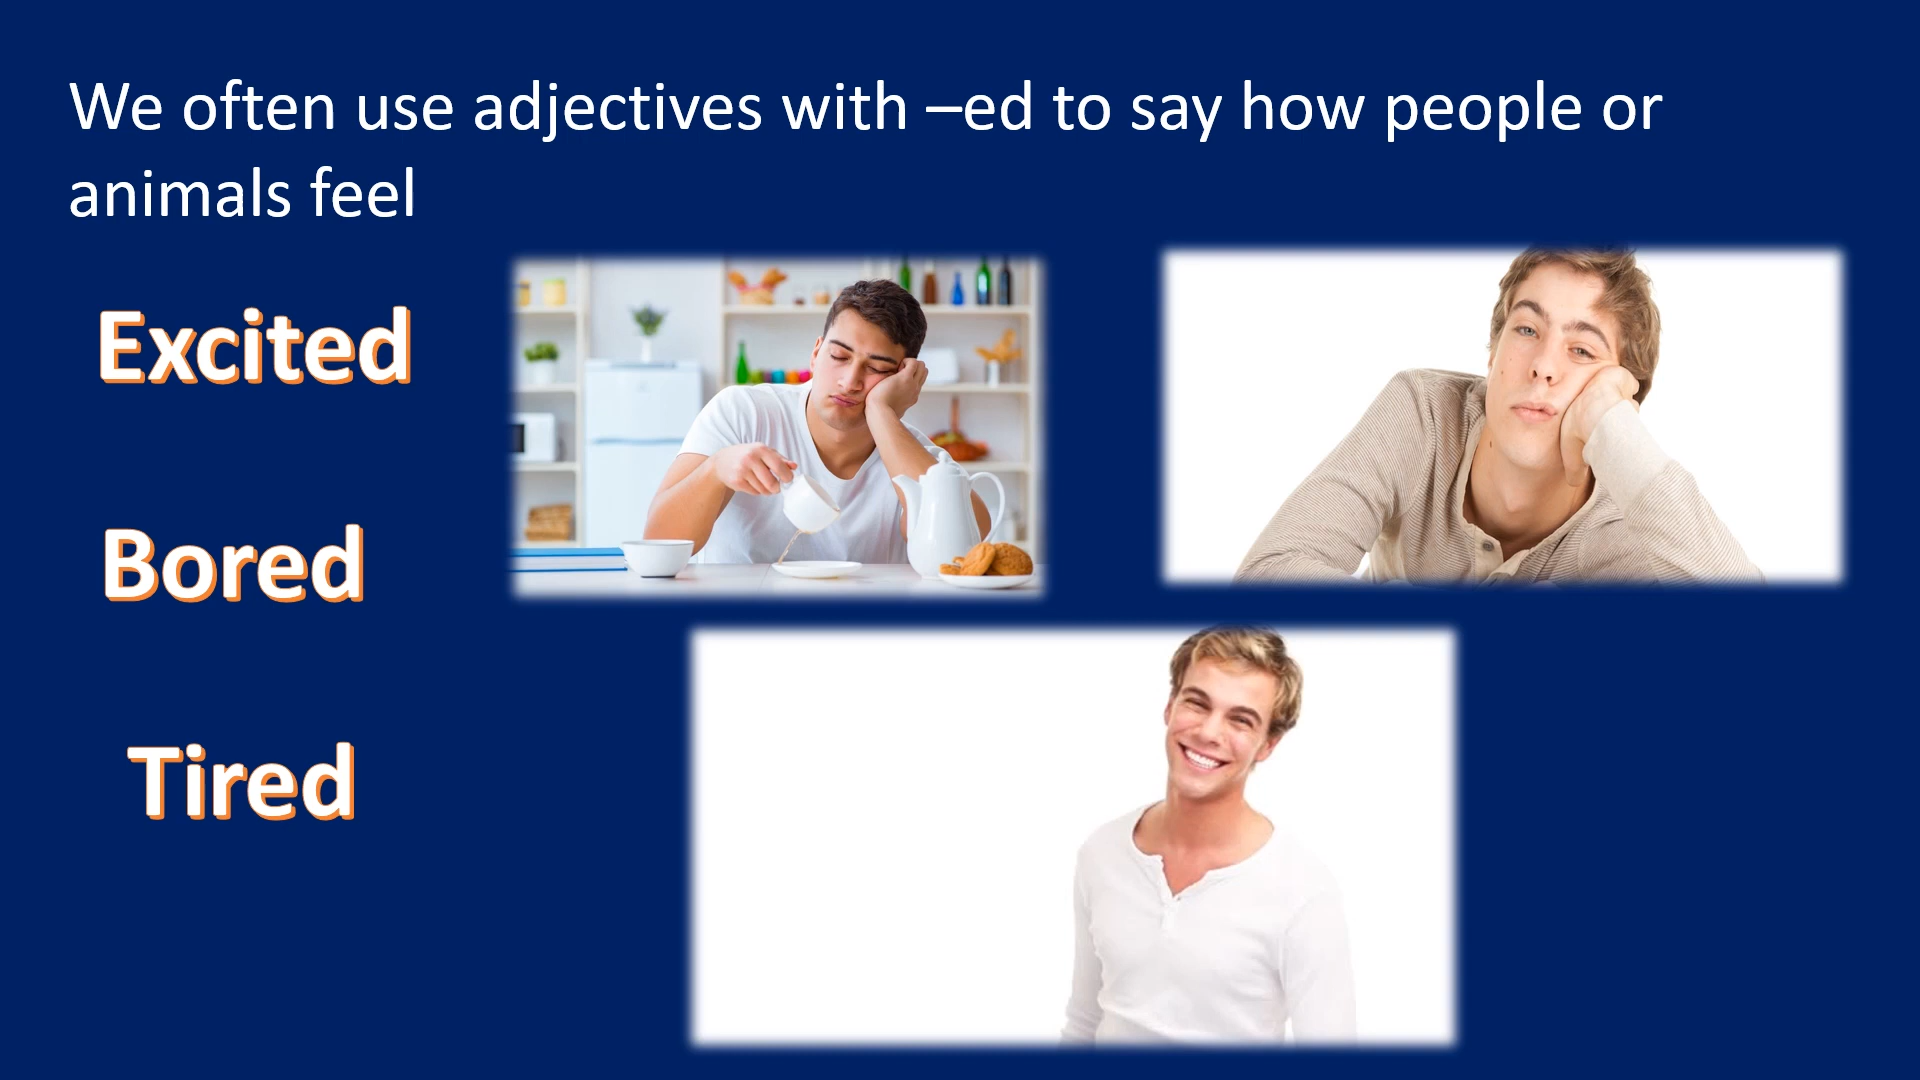 We often use adjectives with –ed to say how people or
animals feel
Excited
Bored
Tired